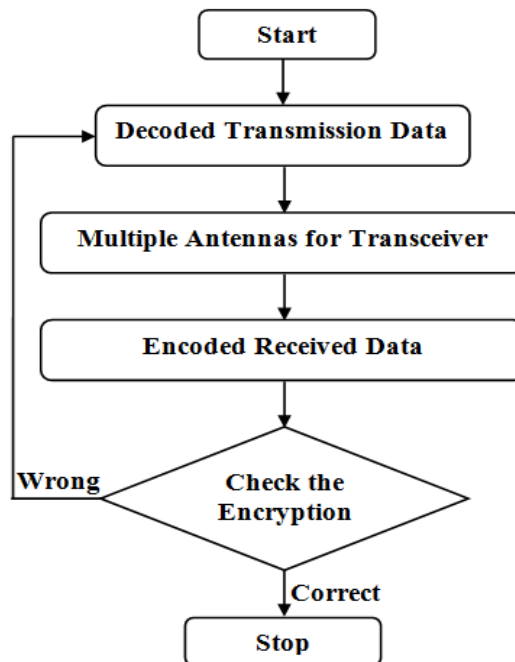 Start
Decoded Transmission Data
Multiple Antennas for Transceiver
Encoded Received Data
Wrong
Check the
Encryption
Correct
Stop